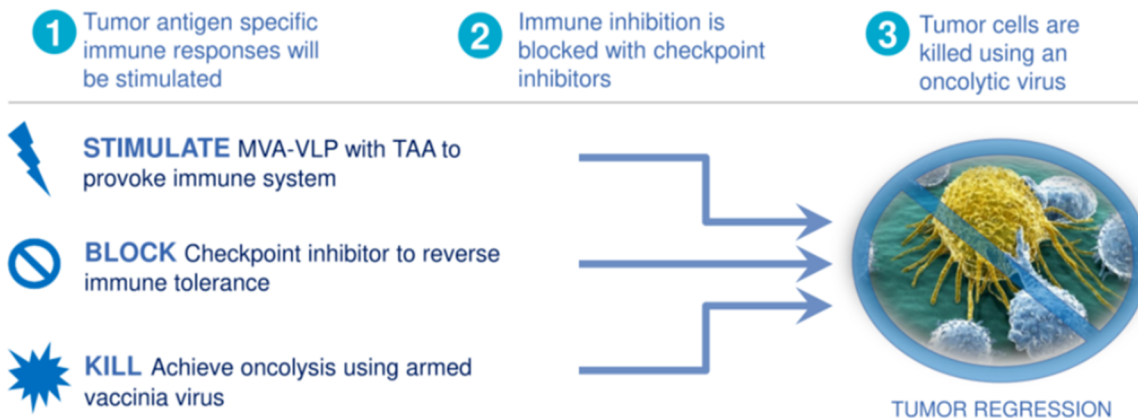 1 Tumor antigen specific
immune responses will
be stimulated
2 Immune inhibition is
blocked with checkpoint
inhibitors
3 Tumor cells are
killed using an
oncolytic virus
STIMULATE MVA-VLP with TAA to
provoke immune system
BLOCK Checkpoint inhibitor to reverse
immune tolerance
KILL Achieve oncolysis using armed
vaccinia virus
TUMOR REGRESSION